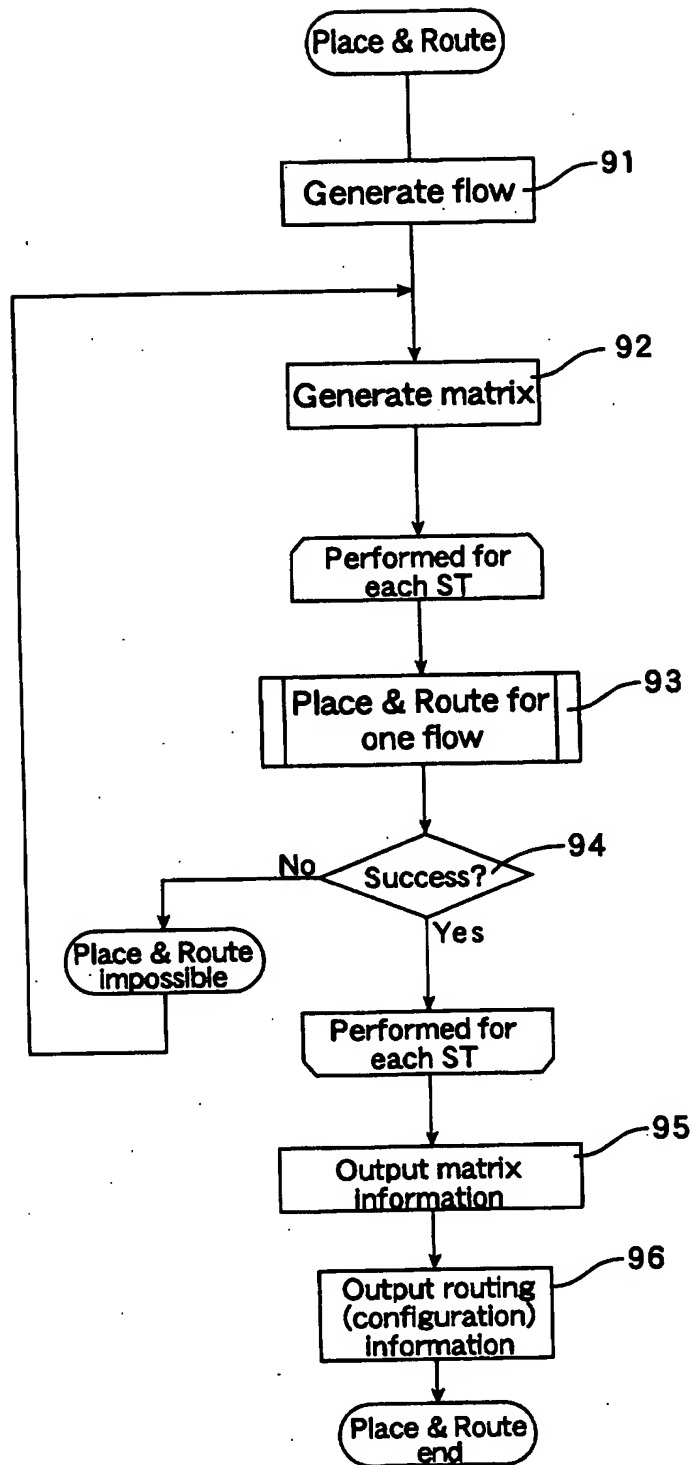 Place & Route
91
Generate flow
92
Generate matrix
Performed for
each ST
93
Place & Route for
one flow
94
No
Success?
Yes
Place & Route
impossible
Performed for
each ST
95
Output matrix
information
96
Output routing
(configuration)
information
Place & Route
end